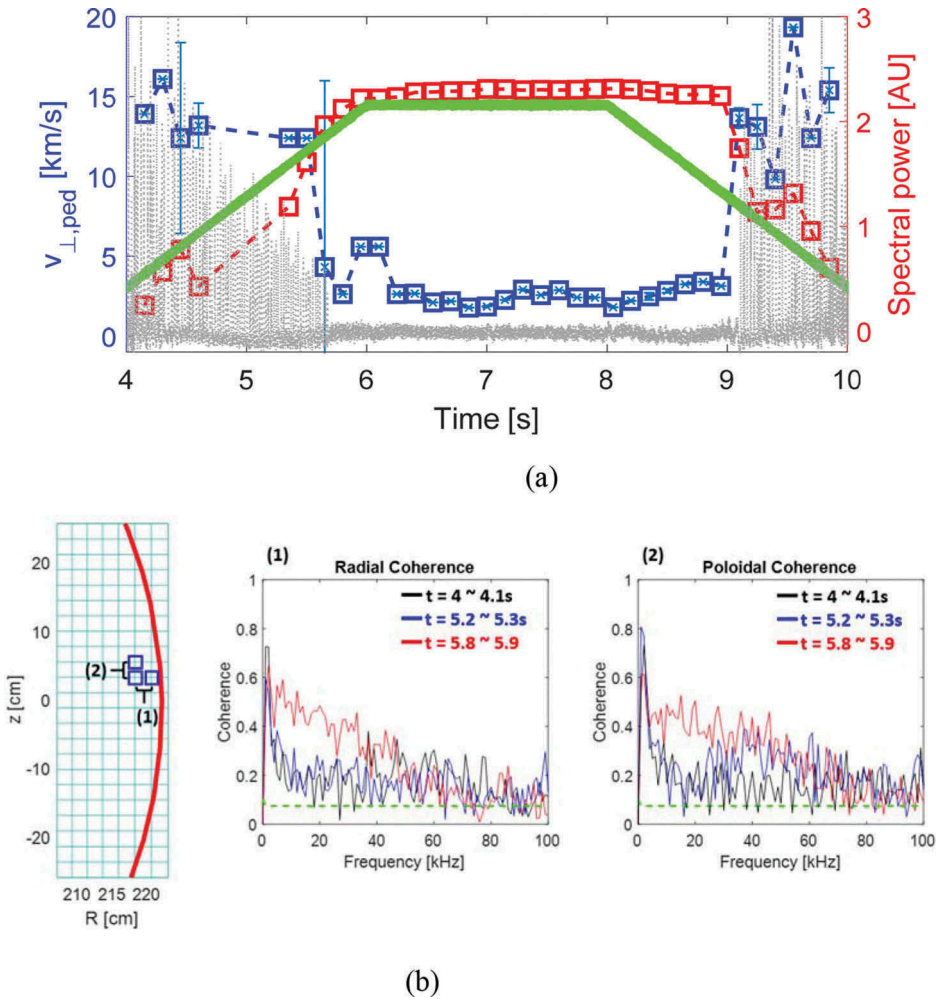 20
15
10
5
0
v⊥,ped [km/s]
3
2
1
0
Spectral power [AU]
4 5 6 7 8 9 10
Time [s]
(a)
20
10
0
-10
-20
z [cm]
(2)
(1)
210 215 220
R [cm]
(1)
Radial Coherence
t = 4 ~ 4.1s
t = 5.2 ~ 5.3s
t = 5.8 ~ 5.9
1
0.8
0.6
0.4
0.2
0
Coherence
0 20 40 60 80 100
Frequency [kHz]
(2)
Poloidal Coherence
t = 4 ~ 4.1s
t = 5.2 ~ 5.3s
t = 5.8 ~ 5.9
1
0.8
0.6
0.4
0.2
0
Coherence
0 20 40 60 80 100
Frequency [kHz]
(b)